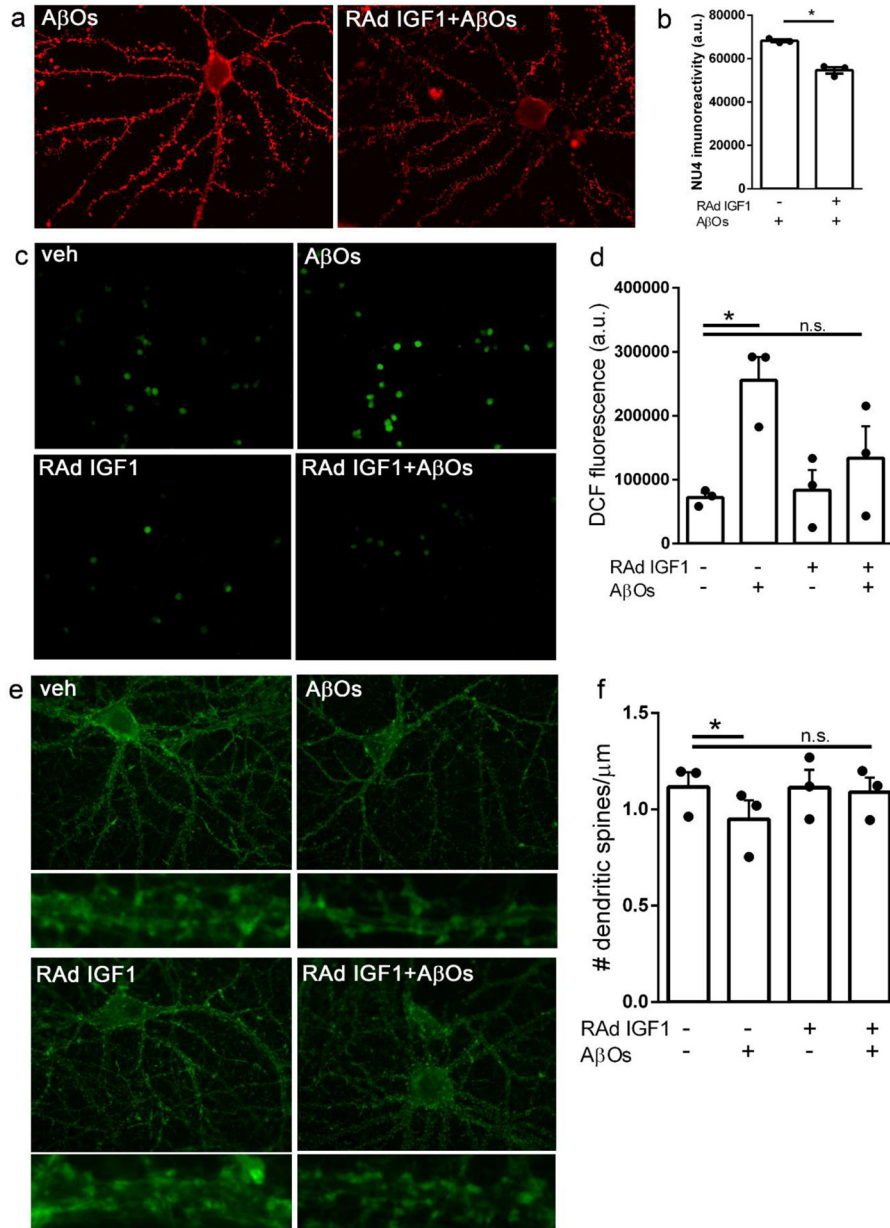 a
AβOs
RAd IGF1+AβOs
b
NU4 imunoreactivity (a.u.)
80000
60000
40000
20000
0
*
RAd IGF1 - +
AβOs + +
c
veh
AβOs
RAd IGF1
RAd IGF1+AβOs
d
DCF fluorescence (a.u.)
400000
300000
200000
100000
0
*
n.s.
RAd IGF1 - - + +
AβOs - + - +
e
veh
AβOs
RAd IGF1
RAd IGF1+AβOs
f
# dendritic spines/μm
1.5
1.0
0.5
0.0
*
n.s.
RAd IGF1 - - + +
AβOs - + - +